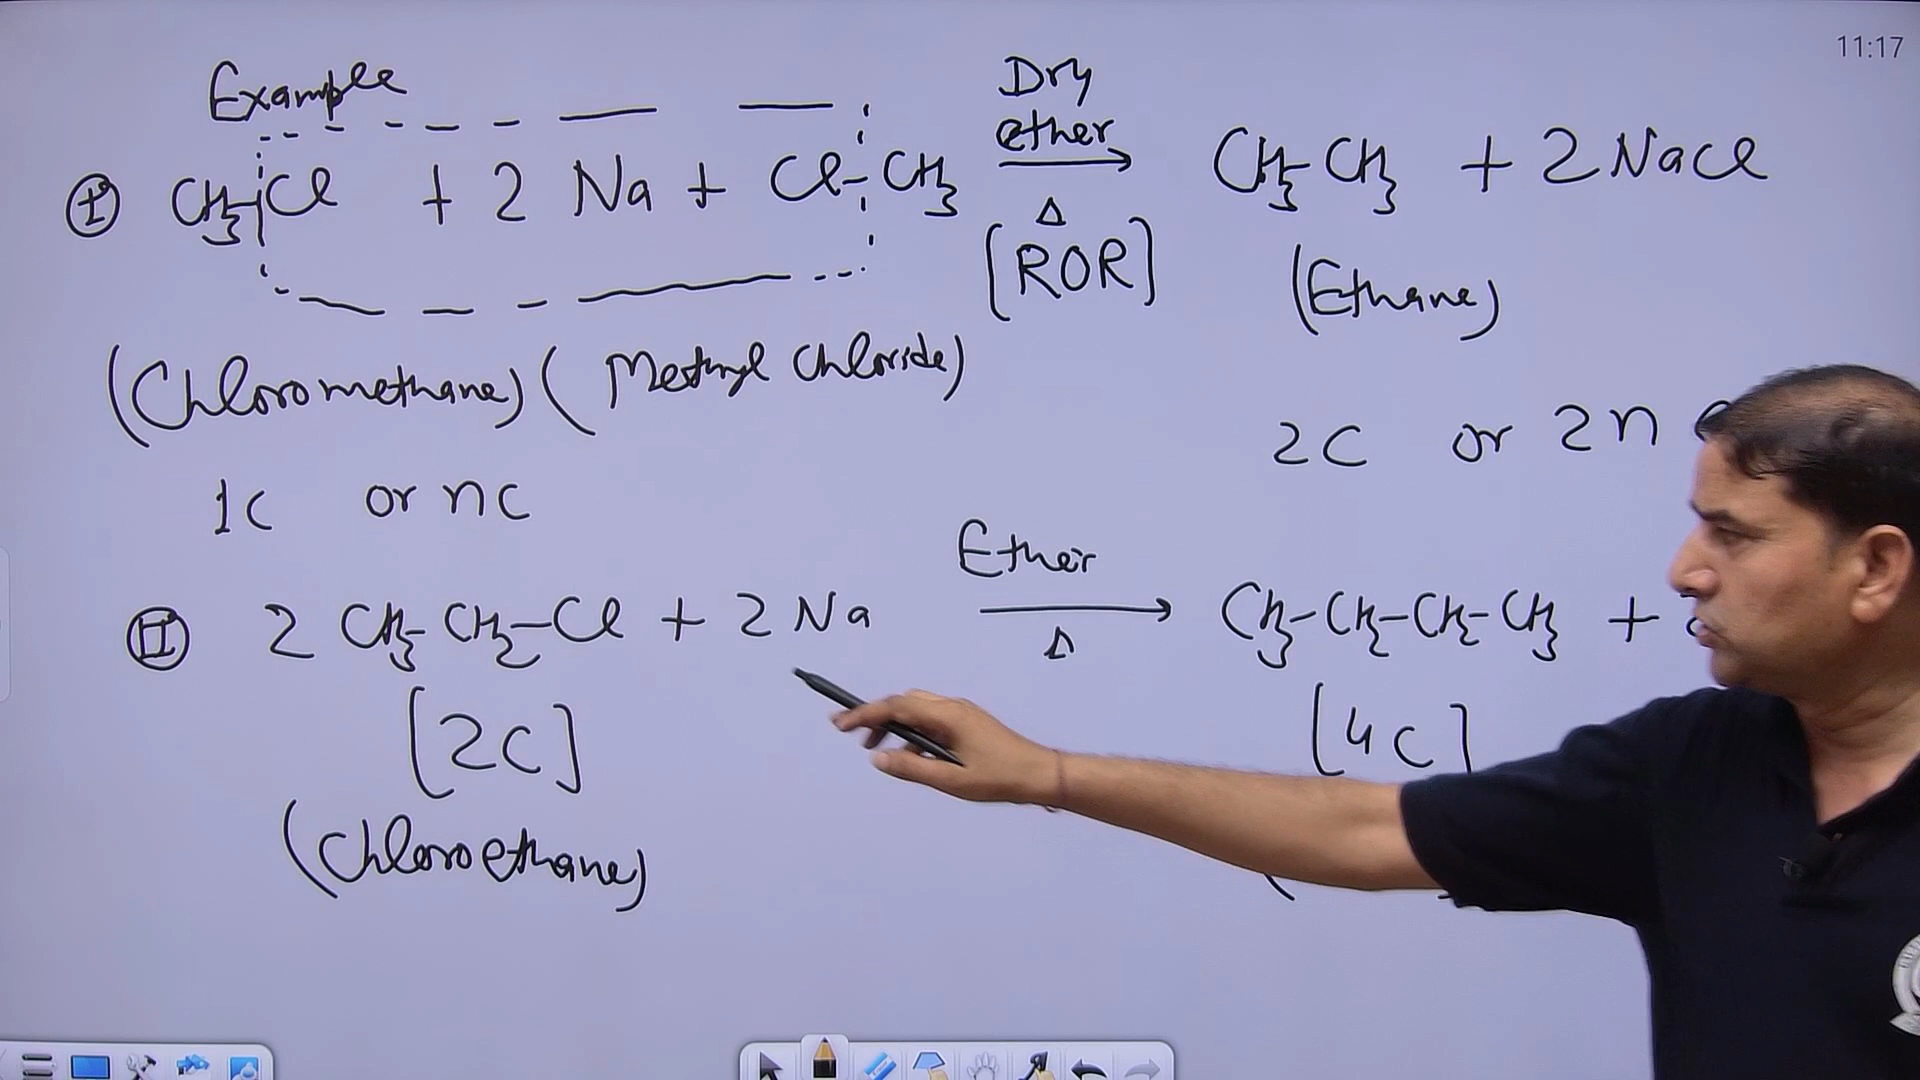 11:17
Example
Dry
ether
Ⓘ CH3-Cl + 2 Na + Cl-CH3 → CH3-CH3 + 2NaCl
Δ
[ROR]
(Ethane)
(Chloromethane) (Methyl Chloride)
2C or 2n
1C or nC
Ether
Ⅱ 2 CH3-CH2-Cl + 2 Na → CH3-CH2-CH2-CH3 +
Δ
[2C] [4C]
(Chloroethane)